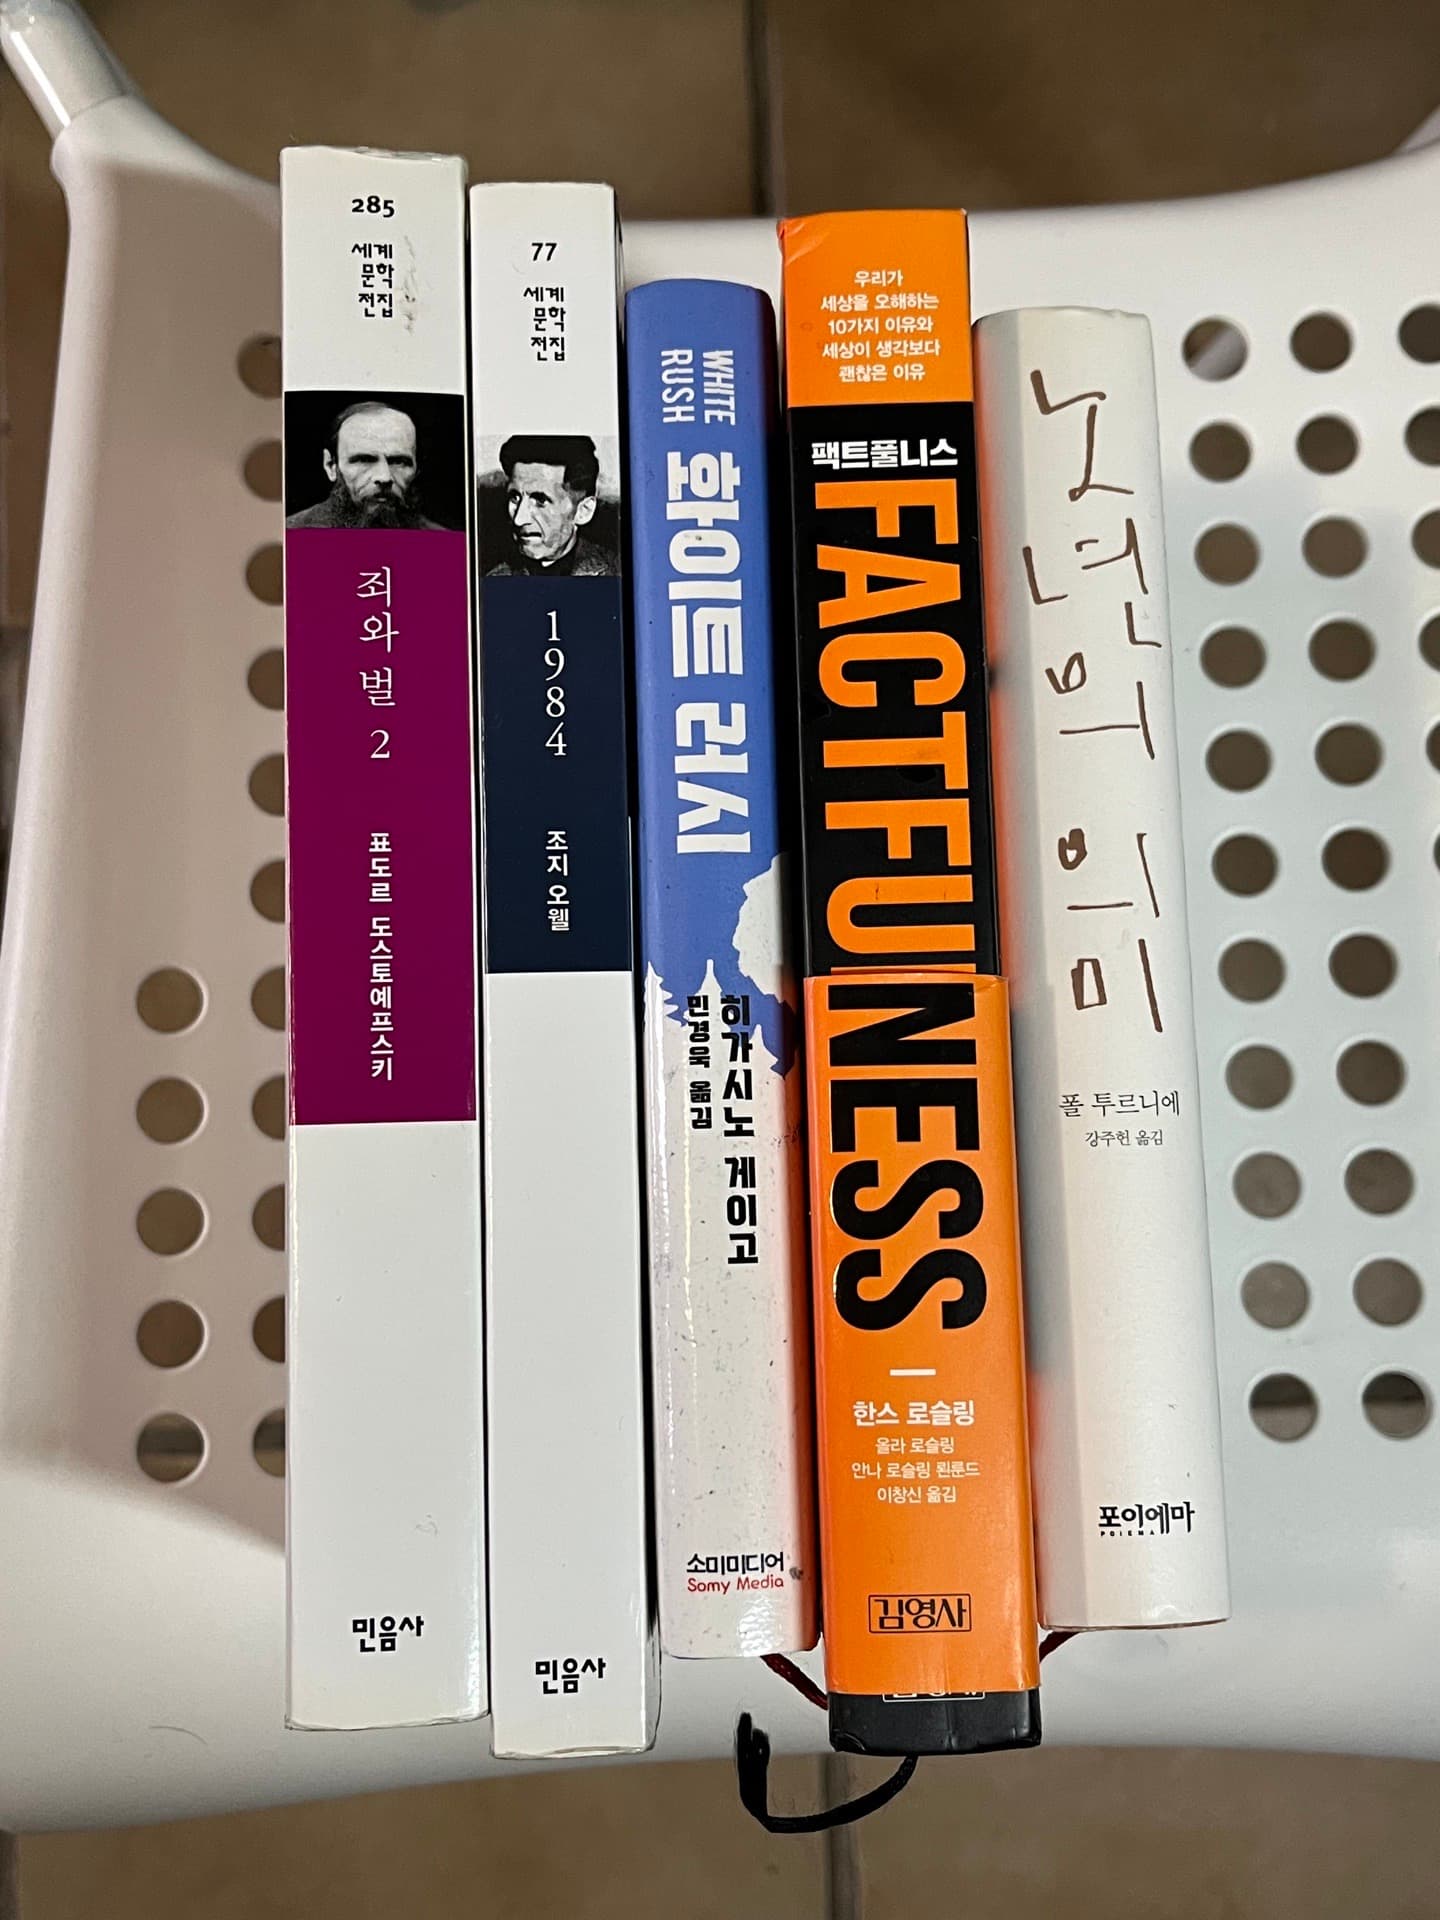 285
세계
문학
전집
죄와 벌 2
표도르 도스토예프스키
민음사
77
세계
문학
전집
1984
조지 오웰
민음사
WHITE
RUSH
화이트 러시
히가시노 게이고
민경욱 옮김
소미미디어
Somy Media
우리가
세상을 오해하는
10가지 이유와
세상이 생각보다
괜찮은 이유
팩트풀니스
FACTFULNESS
한스 로슬링
올라 로슬링
안나 로슬링 뢴룬드
이창신 옮김
김영사
노년의 의미
폴 투르니에
강주헌 옮김
포이에마
POIEMA